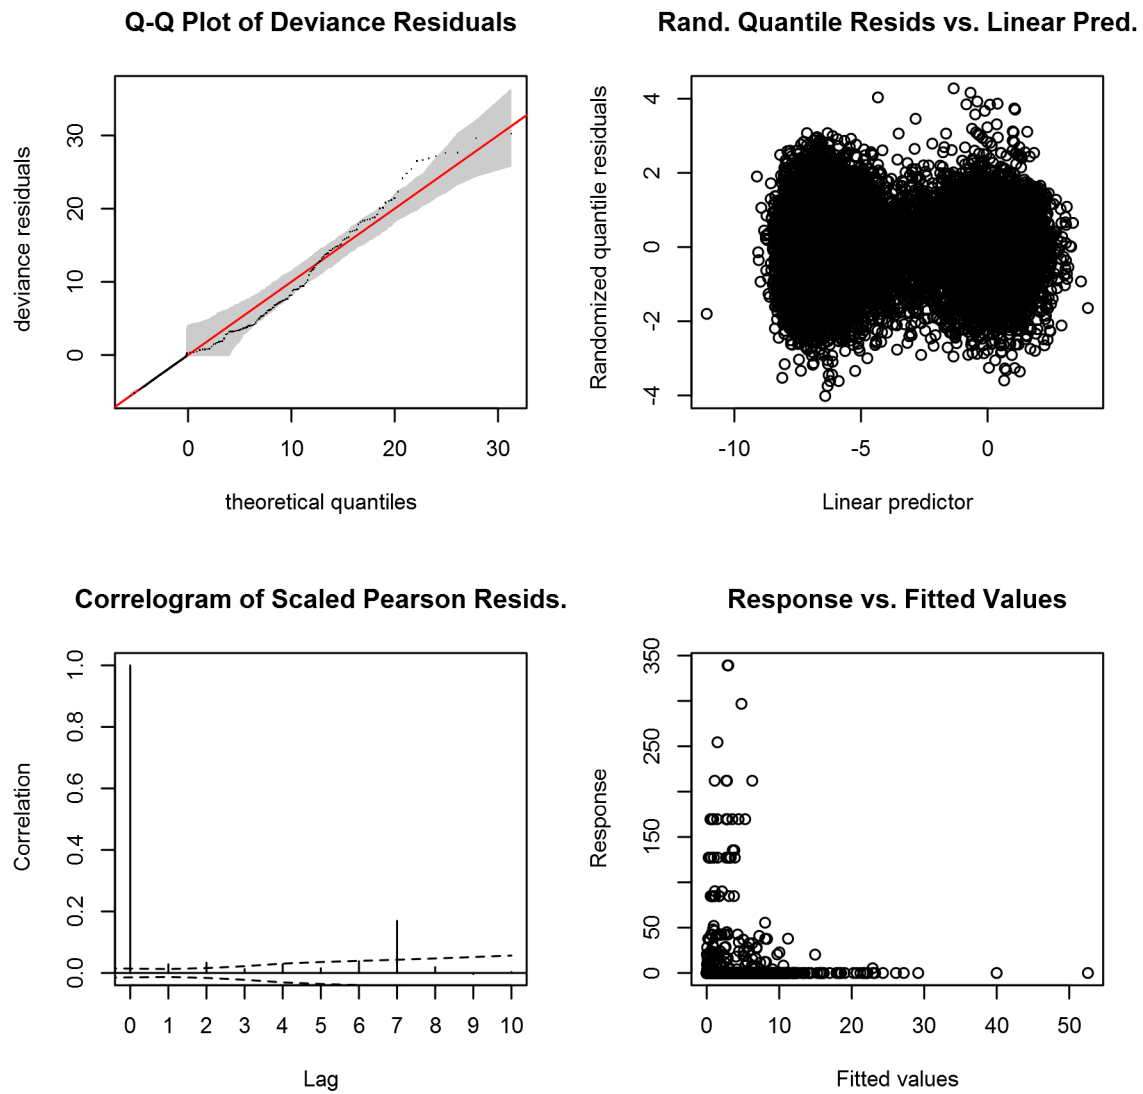 Q-Q Plot of Deviance Residuals
deviance residuals
30
20
10
0
0 10 20 30
theoretical quantiles
Rand. Quantile Resids vs. Linear Pred.
Randomized quantile residuals
4
2
0
-2
-4
-10 -5 0
Linear predictor
Correlogram of Scaled Pearson Resids.
Correlation
1.0
0.8
0.6
0.4
0.2
0.0
0 1 2 3 4 5 6 7 8 9 10
Lag
Response vs. Fitted Values
Response
350
250
150
50
0
0 10 20 30 40 50
Fitted values